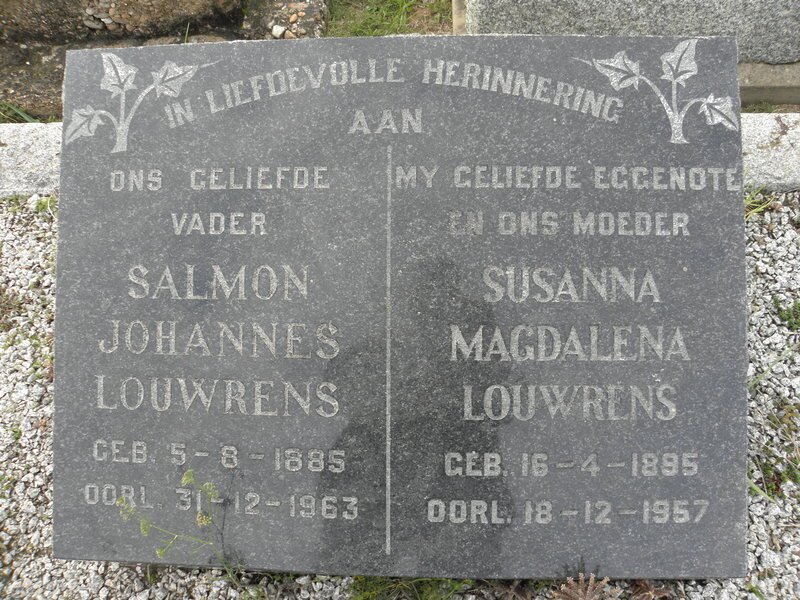 IN LIEFDEVOLLE HERINNERING
AAN
ONS GELIEFDE
VADER
SALMON
JOHANNES
LOUWRENS
GEB. 5-8-1885
OORL. 31-12-1963
MY GELIEFDE EGGENOTE
EN ONS MOEDER
SUSANNA
MAGDALENA
LOUWRENS
GEB. 16-4-1895
OORL. 18-12-1957